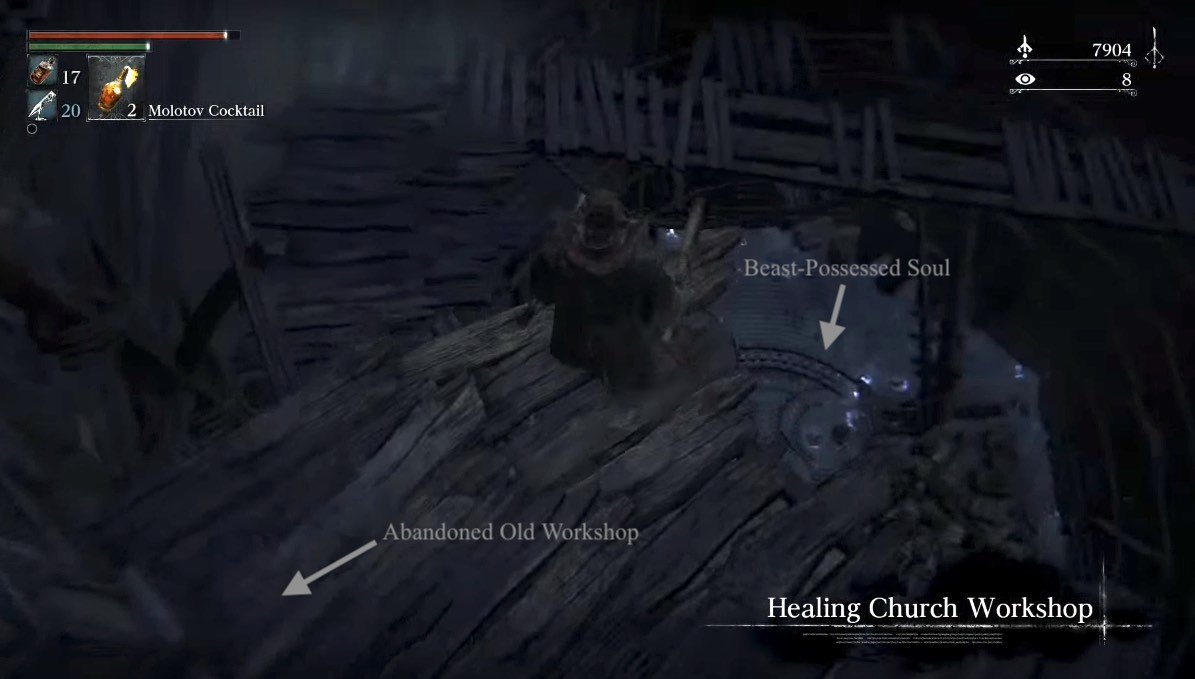 7904
17
8
20
2 Molotov Cocktail
Beast-Possessed Soul
Abandoned Old Workshop
Healing Church Workshop